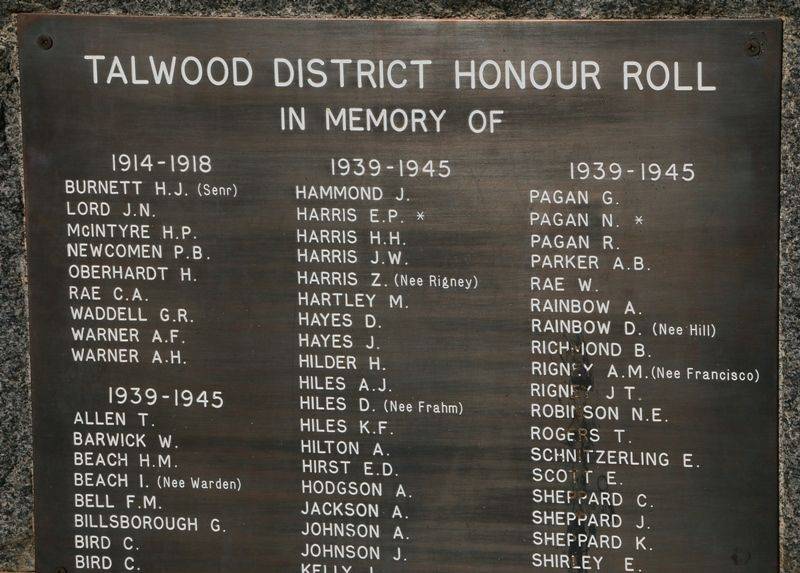 TALWOOD DISTRICT HONOUR ROLL
IN MEMORY OF
1914-1918
BURNETT H.J. (Senr)
LORD J.N.
McINTYRE H.P.
NEWCOMEN P.B.
OBERHARDT H.
RAE C.A.
WADDELL G.R.
WARNER A.F.
WARNER A.H.
1939-1945
ALLEN T.
BARWICK W.
BEACH H.M.
BEACH I. (Nee Warden)
BELL F.M.
BILLSBOROUGH G.
BIRD C.
BIRD C.
1939-1945
HAMMOND J.
HARRIS E.P. *
HARRIS H.H.
HARRIS J.W.
HARRIS Z. (Nee Rigney)
HARTLEY M.
HAYES D.
HAYES J.
HILDER H.
HILES A.J.
HILES D. (Nee Frahm)
HILES K.F.
HILTON A.
HIRST E.D.
HODGSON A.
JACKSON A.
JOHNSON A.
JOHNSON J.
KELLY
1939-1945
PAGAN G.
PAGAN N. *
PAGAN R.
PARKER A.B.
RAE W.
RAINBOW A.
RAINBOW D. (Nee Hill)
RICHMOND B.
RIGNEY A.M. (Nee Francisco)
RIGNEY J T.
ROBINSON N.E.
ROGERS T.
SCHNITZERLING E.
SCOTT E.
SHEPPARD C.
SHEPPARD J.
SHEPPARD K.
SHIRLEY E.